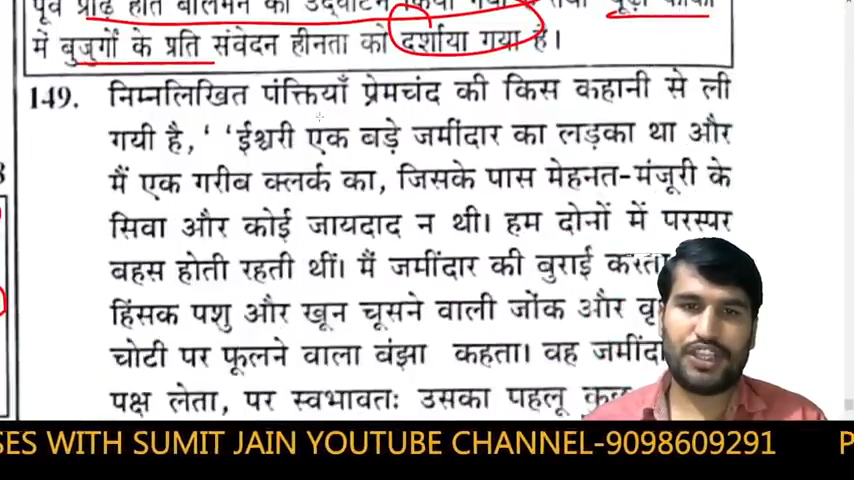 पूर्व प्रौढ़ होते बालमन का उद्घाटन किया गया है तथा बूढ़ी काकी
में बुजुर्गों के प्रति संवेदन हीनता को दर्शाया गया है।
149. निम्नलिखित पंक्तियाँ प्रेमचंद की किस कहानी से ली
गयी है, ' 'ईश्वरी एक बड़े जमींदार का लड़का था और
मैं एक गरीब क्लर्क का, जिसके पास मेहनत-मंजूरी के
सिवा और कोई जायदाद न थी। हम दोनों में परस्पर
बहस होती रहती थीं। मैं जमींदार की बुराई करता
हिंसक पशु और खून चूसने वाली जोंक और
चोटी पर फूलने वाला बंझा कहता। वह
पक्ष लेता, पर स्वभावतः उसका पहलू
SES WITH SUMIT JAIN YOUTUBE CHANNEL-9098609291 P